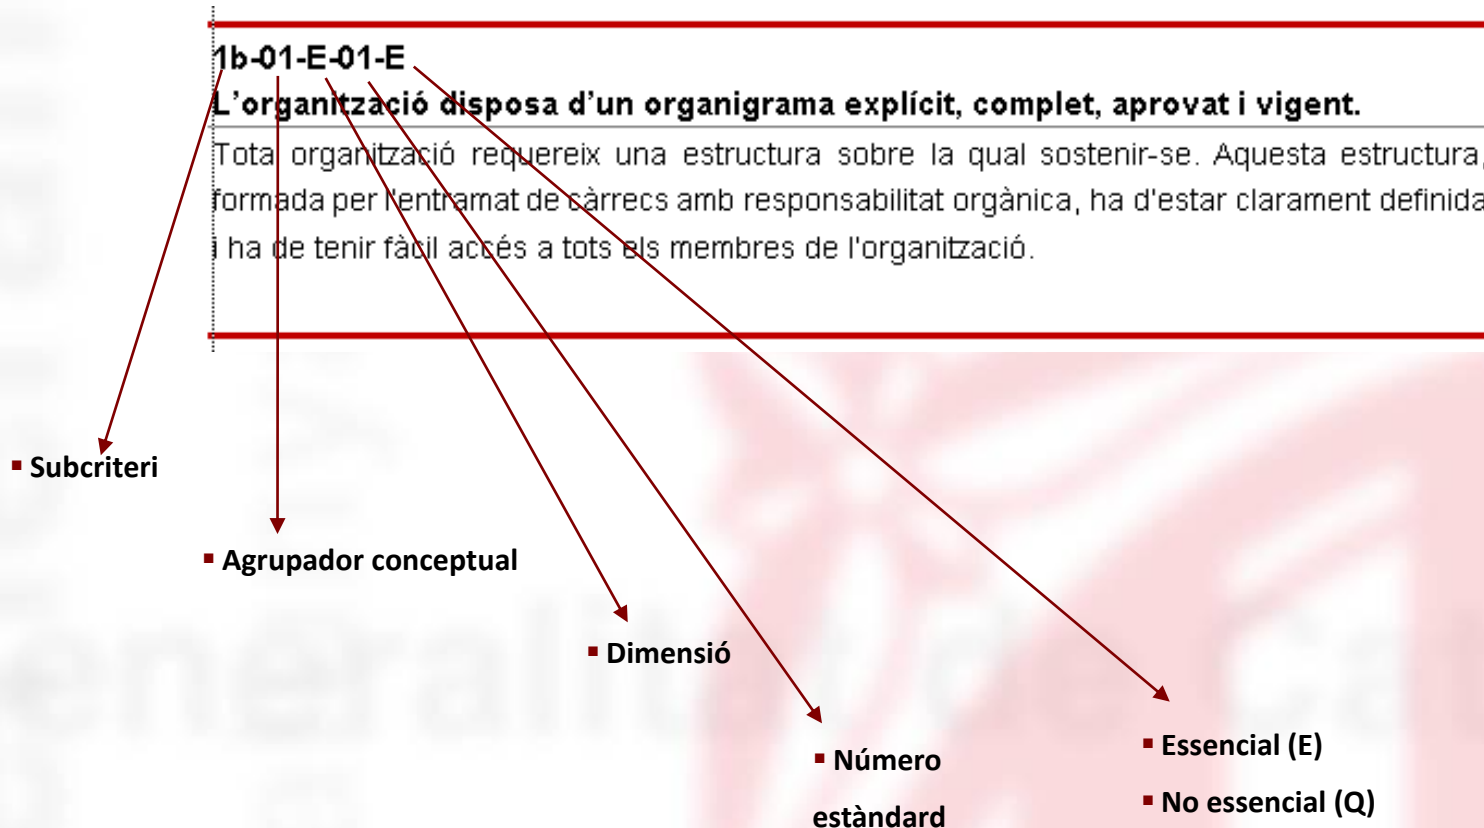 1b-01-E-01-E
L’organització disposa d’un organigrama explícit, complet, aprovat i vigent.
Tota organització requereix una estructura sobre la qual sostenir-se. Aquesta estructura,
formada per l'entramat de càrrecs amb responsabilitat orgànica, ha d'estar clarament definida
i ha de tenir fàcil accés a tots els membres de l'organització.
▪ Subcriteri
▪ Agrupador conceptual
▪ Dimensió
▪ Número
estàndard
▪ Essencial (E)
▪ No essencial (Q)